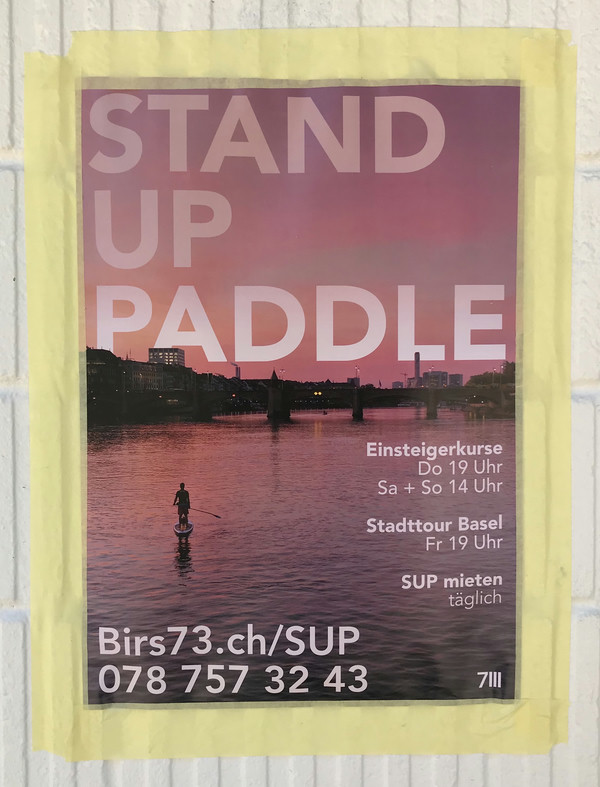 STAND
UP
PADDLE
Einsteigerkurse
Do 19 Uhr
Sa + So 14 Uhr
Stadttour Basel
Fr 19 Uhr
SUP mieten
täglich
Birs73.ch/SUP
078 757 32 43
7III